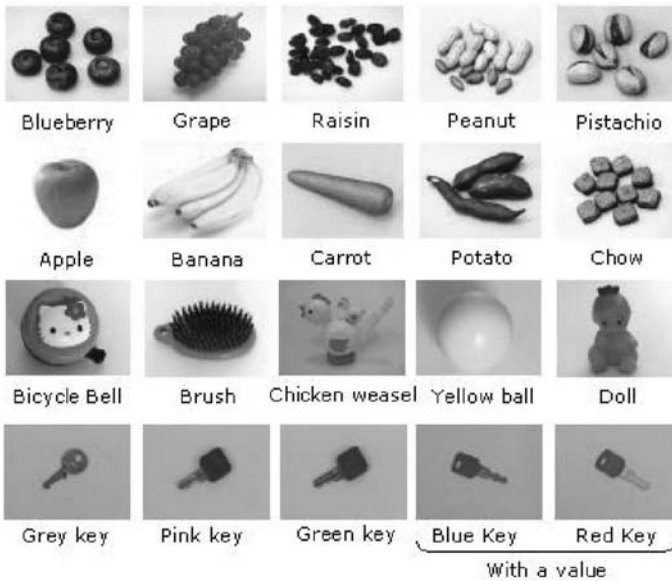 Blueberry Grape Raisin Peanut Pistachio
Apple Banana Carrot Potato Chow
Bicycle Bell Brush Chicken weasel Yellow ball Doll
Grey key Pink key Green key Blue Key Red Key
With a value